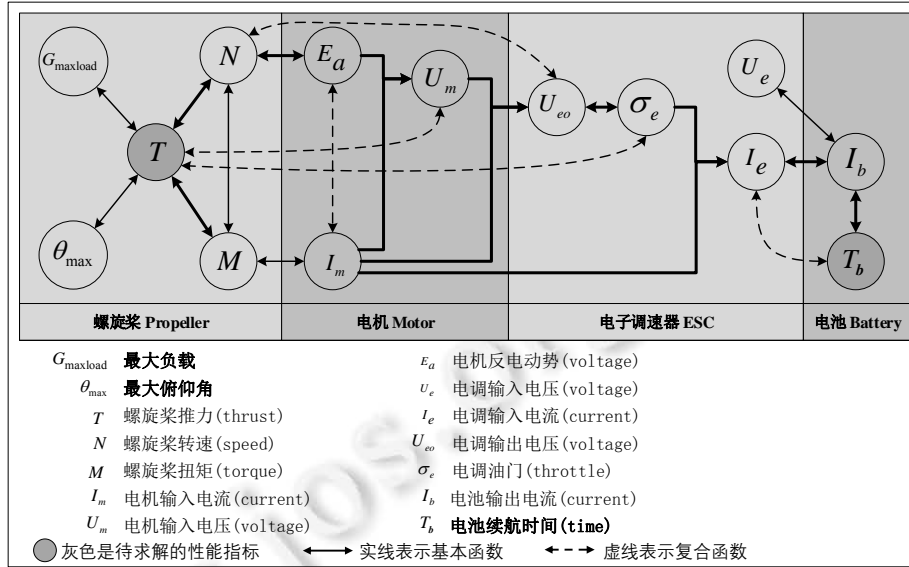 G_maxload N E_a U_m U_eo σ_e U_e
T I_e I_b
θ_max M I_m T_b
螺旋桨 Propeller 电机 Motor 电子调速器 ESC 电池 Battery
G_maxload 最大负载
θ_max 最大俯仰角
T 螺旋桨推力(thrust)
N 螺旋桨转速(speed)
M 螺旋桨扭矩(torque)
I_m 电机输入电流(current)
U_m 电机输入电压(voltage)
E_a 电机反电动势(voltage)
U_e 电调输入电压(voltage)
I_e 电调输入电流(current)
U_eo 电调输出电压(voltage)
σ_e 电调油门(throttle)
I_b 电池输出电流(current)
T_b 电池续航时间(time)
灰色是待求解的性能指标 实线表示基本函数 虚线表示复合函数
jos.org